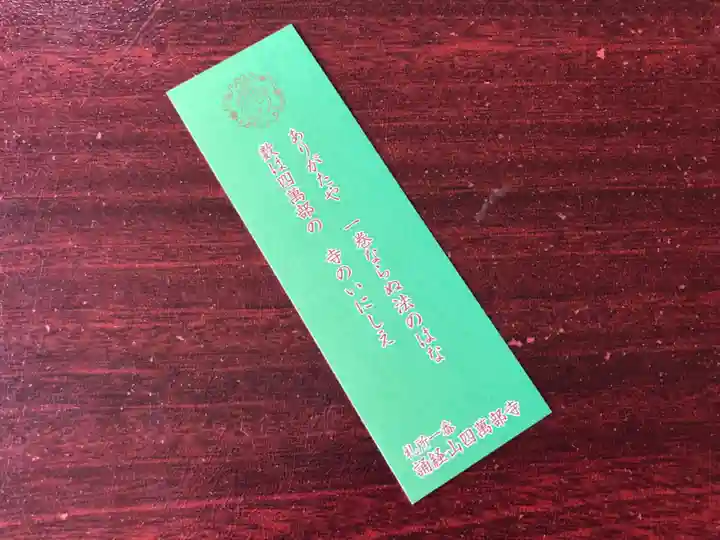 ありがたや 一巻ならぬ法のはな
数は四萬部の 寺のいにしえ
札所一番
誦経山四萬部寺